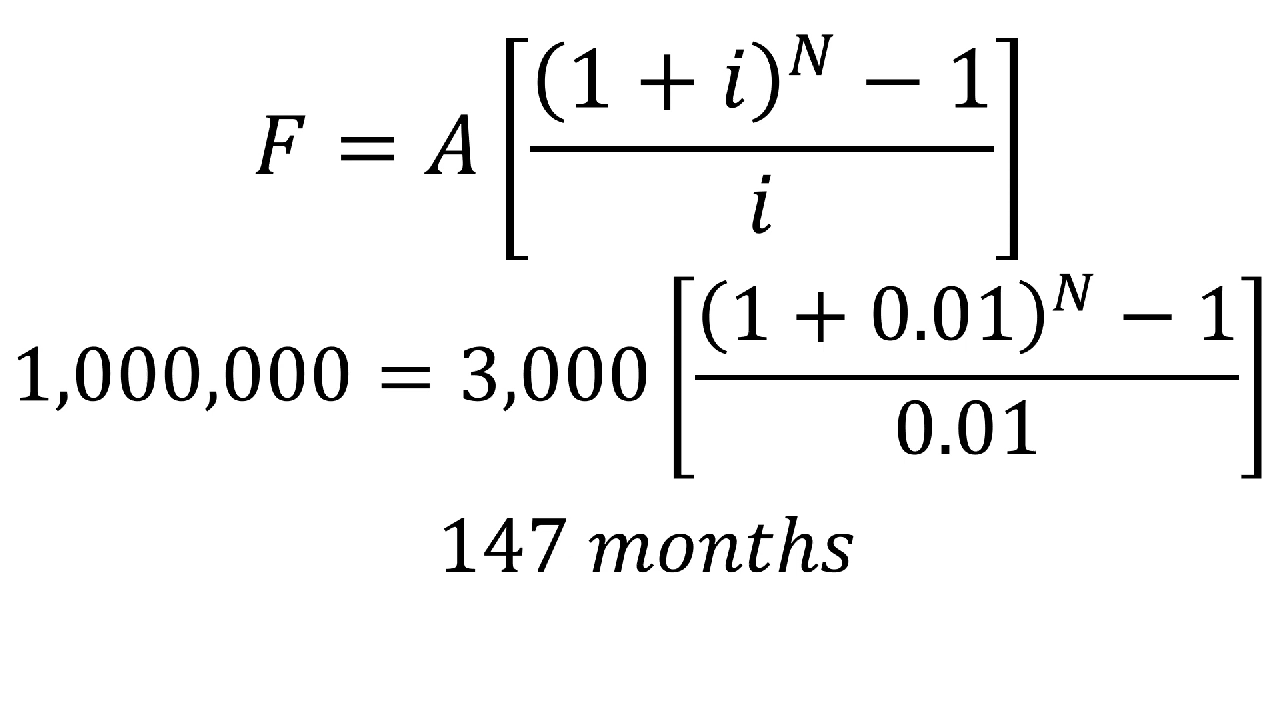 F = A [((1 + i)^N − 1) / i]
1,000,000 = 3,000 [((1 + 0.01)^N − 1) / 0.01]
147 months